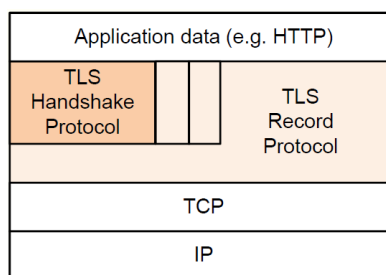 Application data (e.g. HTTP)
TLS
Handshake
Protocol
TLS
Record
Protocol
TCP
IP